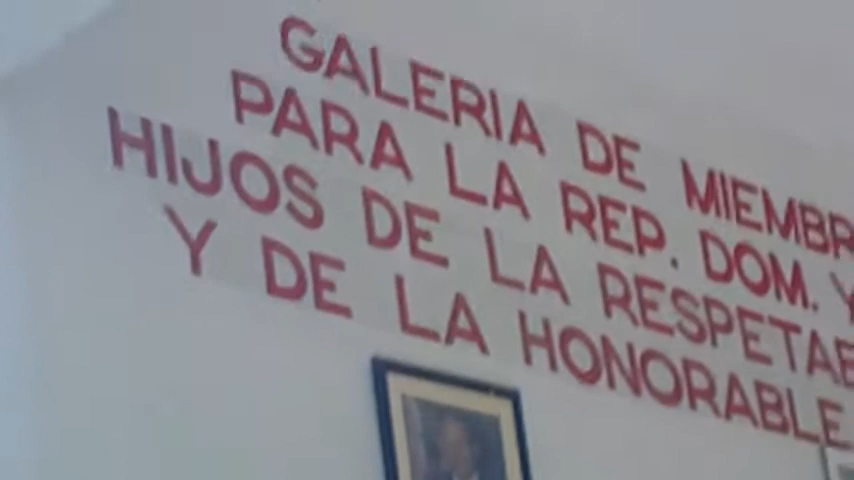 GALERIA DE MIEMBR
PARA LA REP. DOM. Y
HIJOS DE LA RESPETAB
Y DE LA HONORABLE